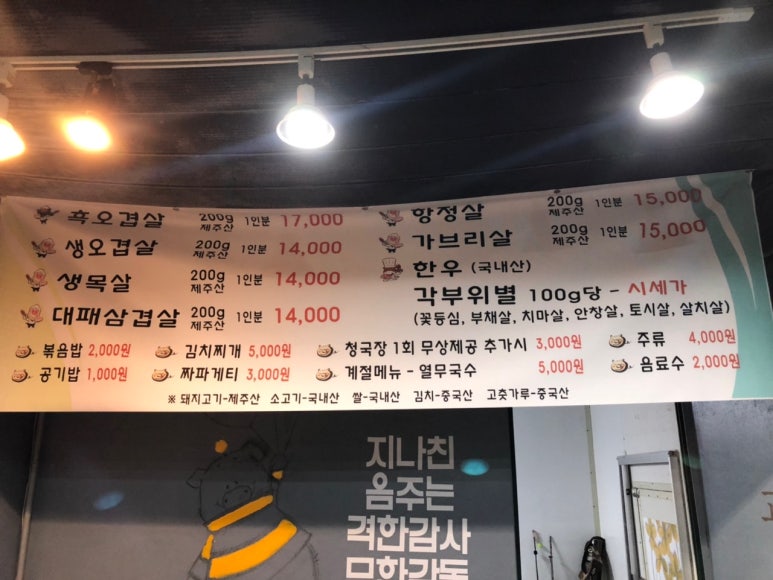 흑오겹살 200g 제주산 1인분 17,000
생오겹살 200g 제주산 1인분 14,000
생목살 200g 제주산 1인분 14,000
대패삼겹살 200g 제주산 1인분 14,000
항정살 200g 제주산 1인분 15,000
가브리살 200g 제주산 1인분 15,000
한우 (국내산)
각부위별 100g당 - 시세가
(꽃등심, 부채살, 치마살, 안창살, 토시살, 살치살)
볶음밥 2,000원 김치찌개 5,000원 청국장 1회 무상제공 추가시 3,000원 주류 4,000원
공기밥 1,000원 짜파게티 3,000원 계절메뉴 - 열무국수 5,000원 음료수 2,000원
※ 돼지고기-제주산 소고기-국내산 쌀-국내산 김치-중국산 고춧가루-중국산
지나친
음주는
격한감사
무한감동